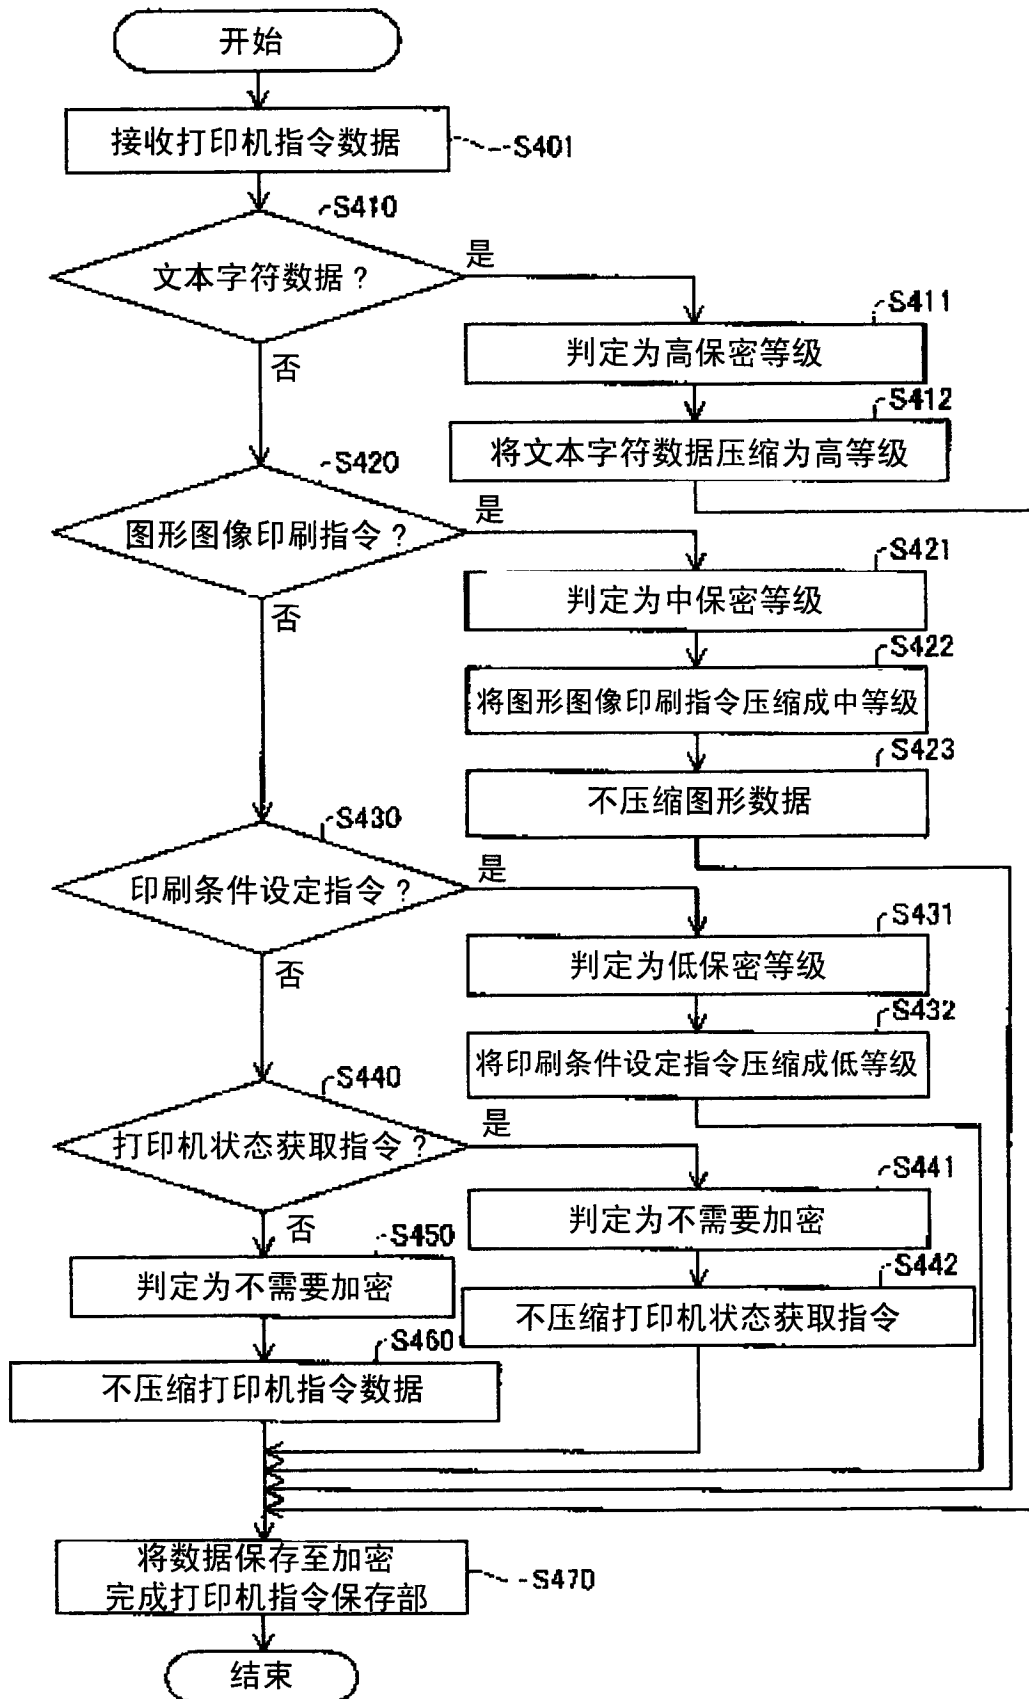 开始
接收打印机指令数据
S401
S410
文本字符数据？
是
否
S411
判定为高保密等级
S412
将文本字符数据压缩为高等级
S420
图形图像印刷指令？
是
否
S421
判定为中保密等级
S422
将图形图像印刷指令压缩成中等级
S423
不压缩图形数据
S430
印刷条件设定指令？
是
否
S431
判定为低保密等级
S432
将印刷条件设定指令压缩成低等级
S440
打印机状态获取指令？
是
否
S441
判定为不需要加密
S442
不压缩打印机状态获取指令
S450
判定为不需要加密
S460
不压缩打印机指令数据
将数据保存至加密
完成打印机指令保存部
S470
结束